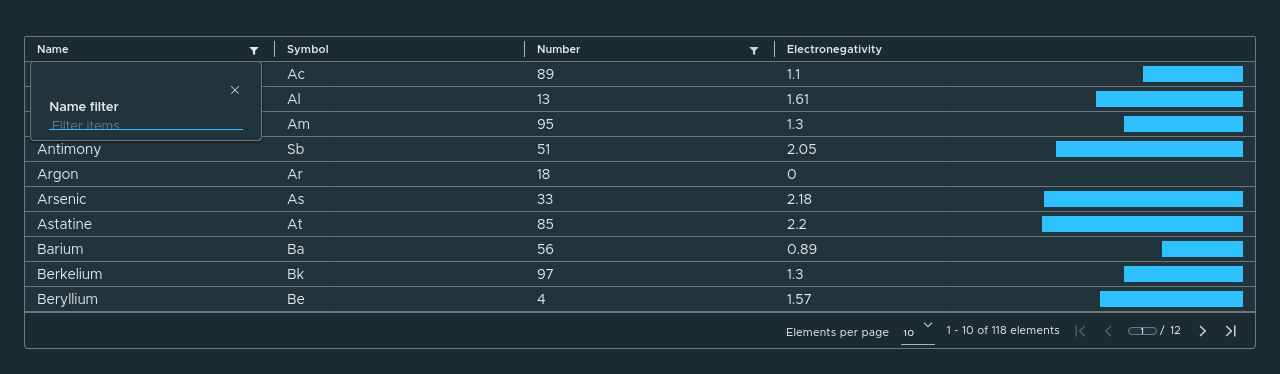 Name Symbol Number Electronegativity
Ac 89 1.1
Al 13 1.61
Name filter
Filter items
Am 95 1.3
Antimony Sb 51 2.05
Argon Ar 18 0
Arsenic As 33 2.18
Astatine At 85 2.2
Barium Ba 56 0.89
Berkelium Bk 97 1.3
Beryllium Be 4 1.57
Elements per page 10 1 - 10 of 118 elements 1 / 12